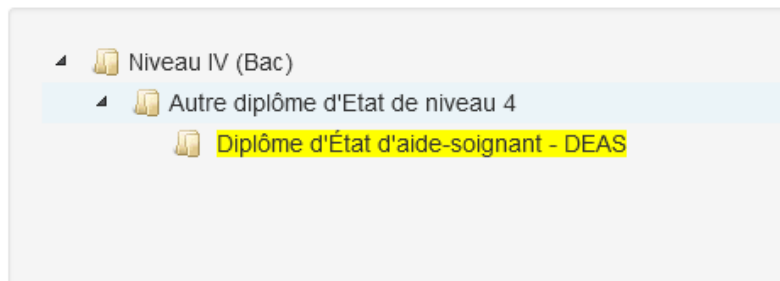 Niveau IV (Bac)
Autre diplôme d'Etat de niveau 4
Diplôme d'État d'aide-soignant - DEAS